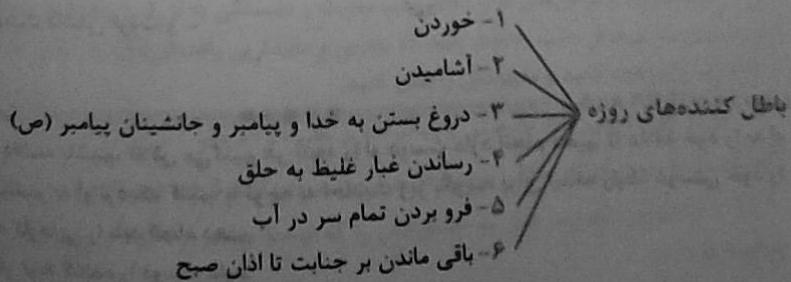 ۱- خوردن
۲- آشامیدن
باطل کننده‌های روزه
۳- دروغ بستن به خدا و پیامبر و جانشینان پیامبر (ص)
۴- رساندن غبار غلیظ به حلق
۵- فرو بردن تمام سر در آب
۶- باقی ماندن بر جنابت تا اذان صبح